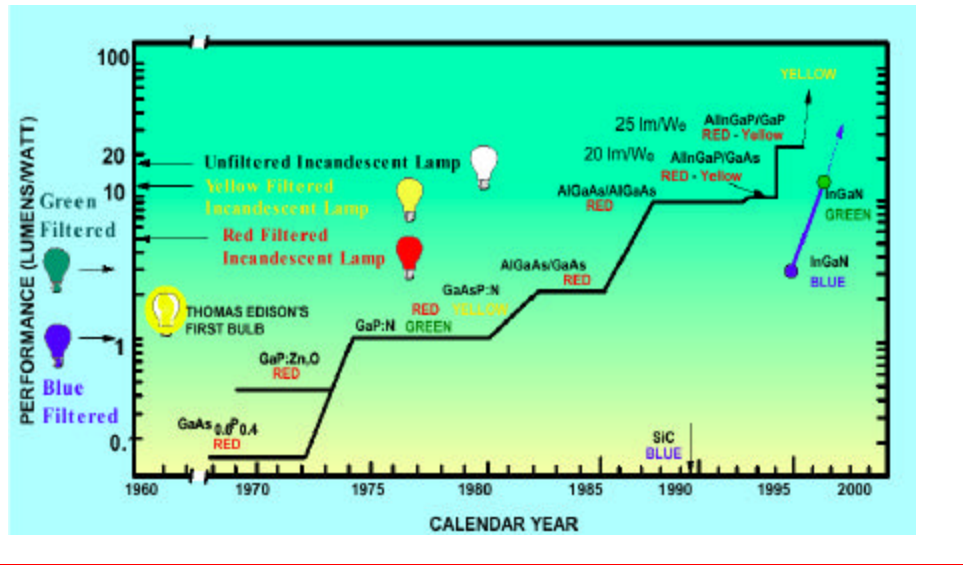 100
20
10
1
0.
PERFORMANCE (LUMENS/WATT)
Green
Filtered
Blue
Filtered
Unfiltered Incandescent Lamp
Yellow Filtered
Incandescent Lamp
Red Filtered
Incandescent Lamp
THOMAS EDISON'S
FIRST BULB
GaAs 0.6P0.4
RED
GaP:Zn,O
RED
GaP:N
RED
GREEN
GaAsP:N
YELLOW
AlGaAs/GaAs
RED
AlGaAs/AlGaAs
RED
20 lm/We
25 lm/We
AlInGaP/GaAs
RED - Yellow
AlInGaP/GaP
RED - Yellow
YELLOW
InGaN
GREEN
InGaN
BLUE
SiC
BLUE
1960
1970
1975
1980
1985
1990
1995
2000
CALENDAR YEAR